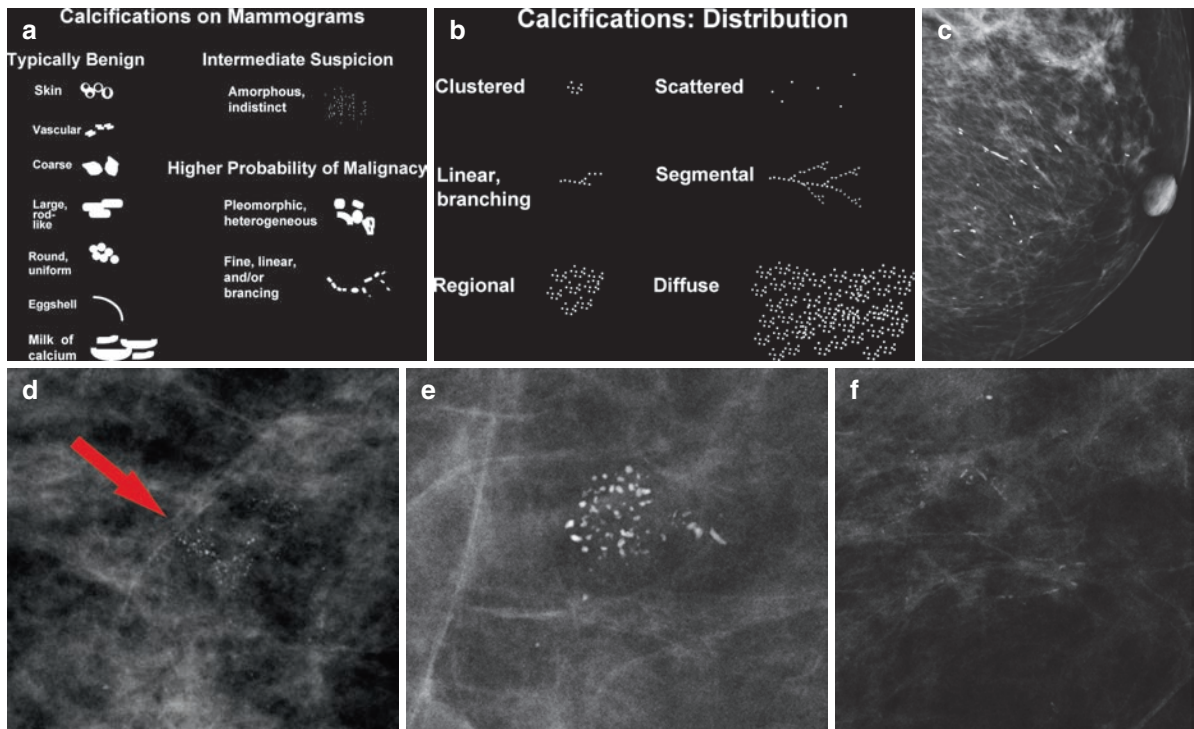 a
Calcifications on Mammograms
Typically Benign
Skin
Vascular
Coarse
Large,
rod-
like
Round,
uniform
Eggshell
Milk of
calcium
Intermediate Suspicion
Amorphous,
indistinct
Higher Probability of Malignacy
Pleomorphic,
heterogeneous
Fine, linear,
and/or
brancing
b
Calcifications: Distribution
Clustered
Scattered
Linear,
branching
Segmental
Regional
Diffuse
c
d
e
f